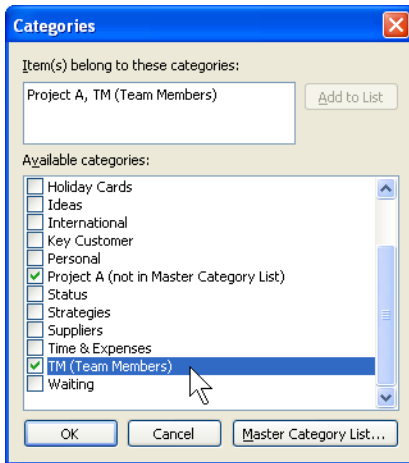 Categories
Item(s) belong to these categories:
Project A, TM (Team Members)
Add to List
Available categories:
Holiday Cards
Ideas
International
Key Customer
Personal
Project A (not in Master Category List)
Status
Strategies
Suppliers
Time & Expenses
TM (Team Members)
Waiting
OK
Cancel
Master Category List...